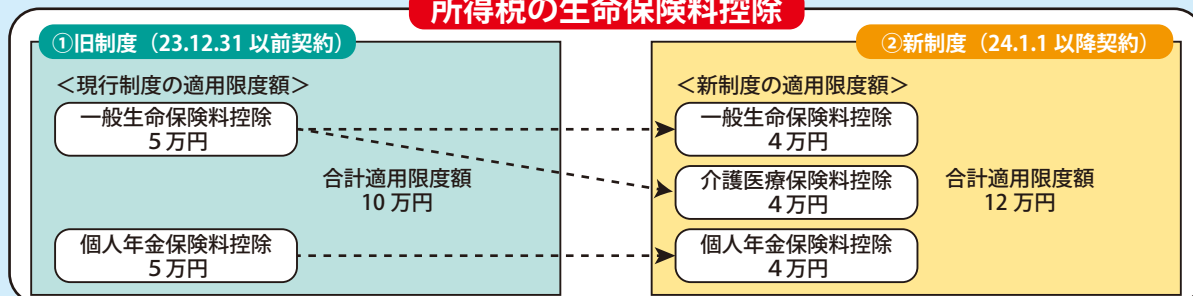 所得税の生命保険料控除
①旧制度（23.12.31 以前契約）
＜現行制度の適用限度額＞
一般生命保険料控除
5万円
合計適用限度額
10 万円
個人年金保険料控除
5万円
②新制度（24.1.1 以降契約）
＜新制度の適用限度額＞
一般生命保険料控除
4万円
介護医療保険料控除
4万円
合計適用限度額
12 万円
個人年金保険料控除
4万円